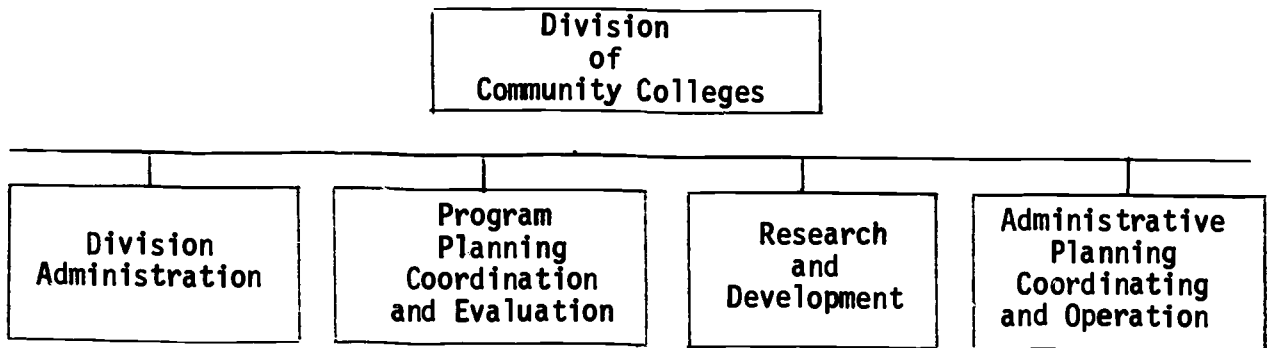 Division
of
Community Colleges
Division
Administration
Program
Planning
Coordination
and Evaluation
Research
and
Development
Administrative
Planning
Coordinating
and Operation